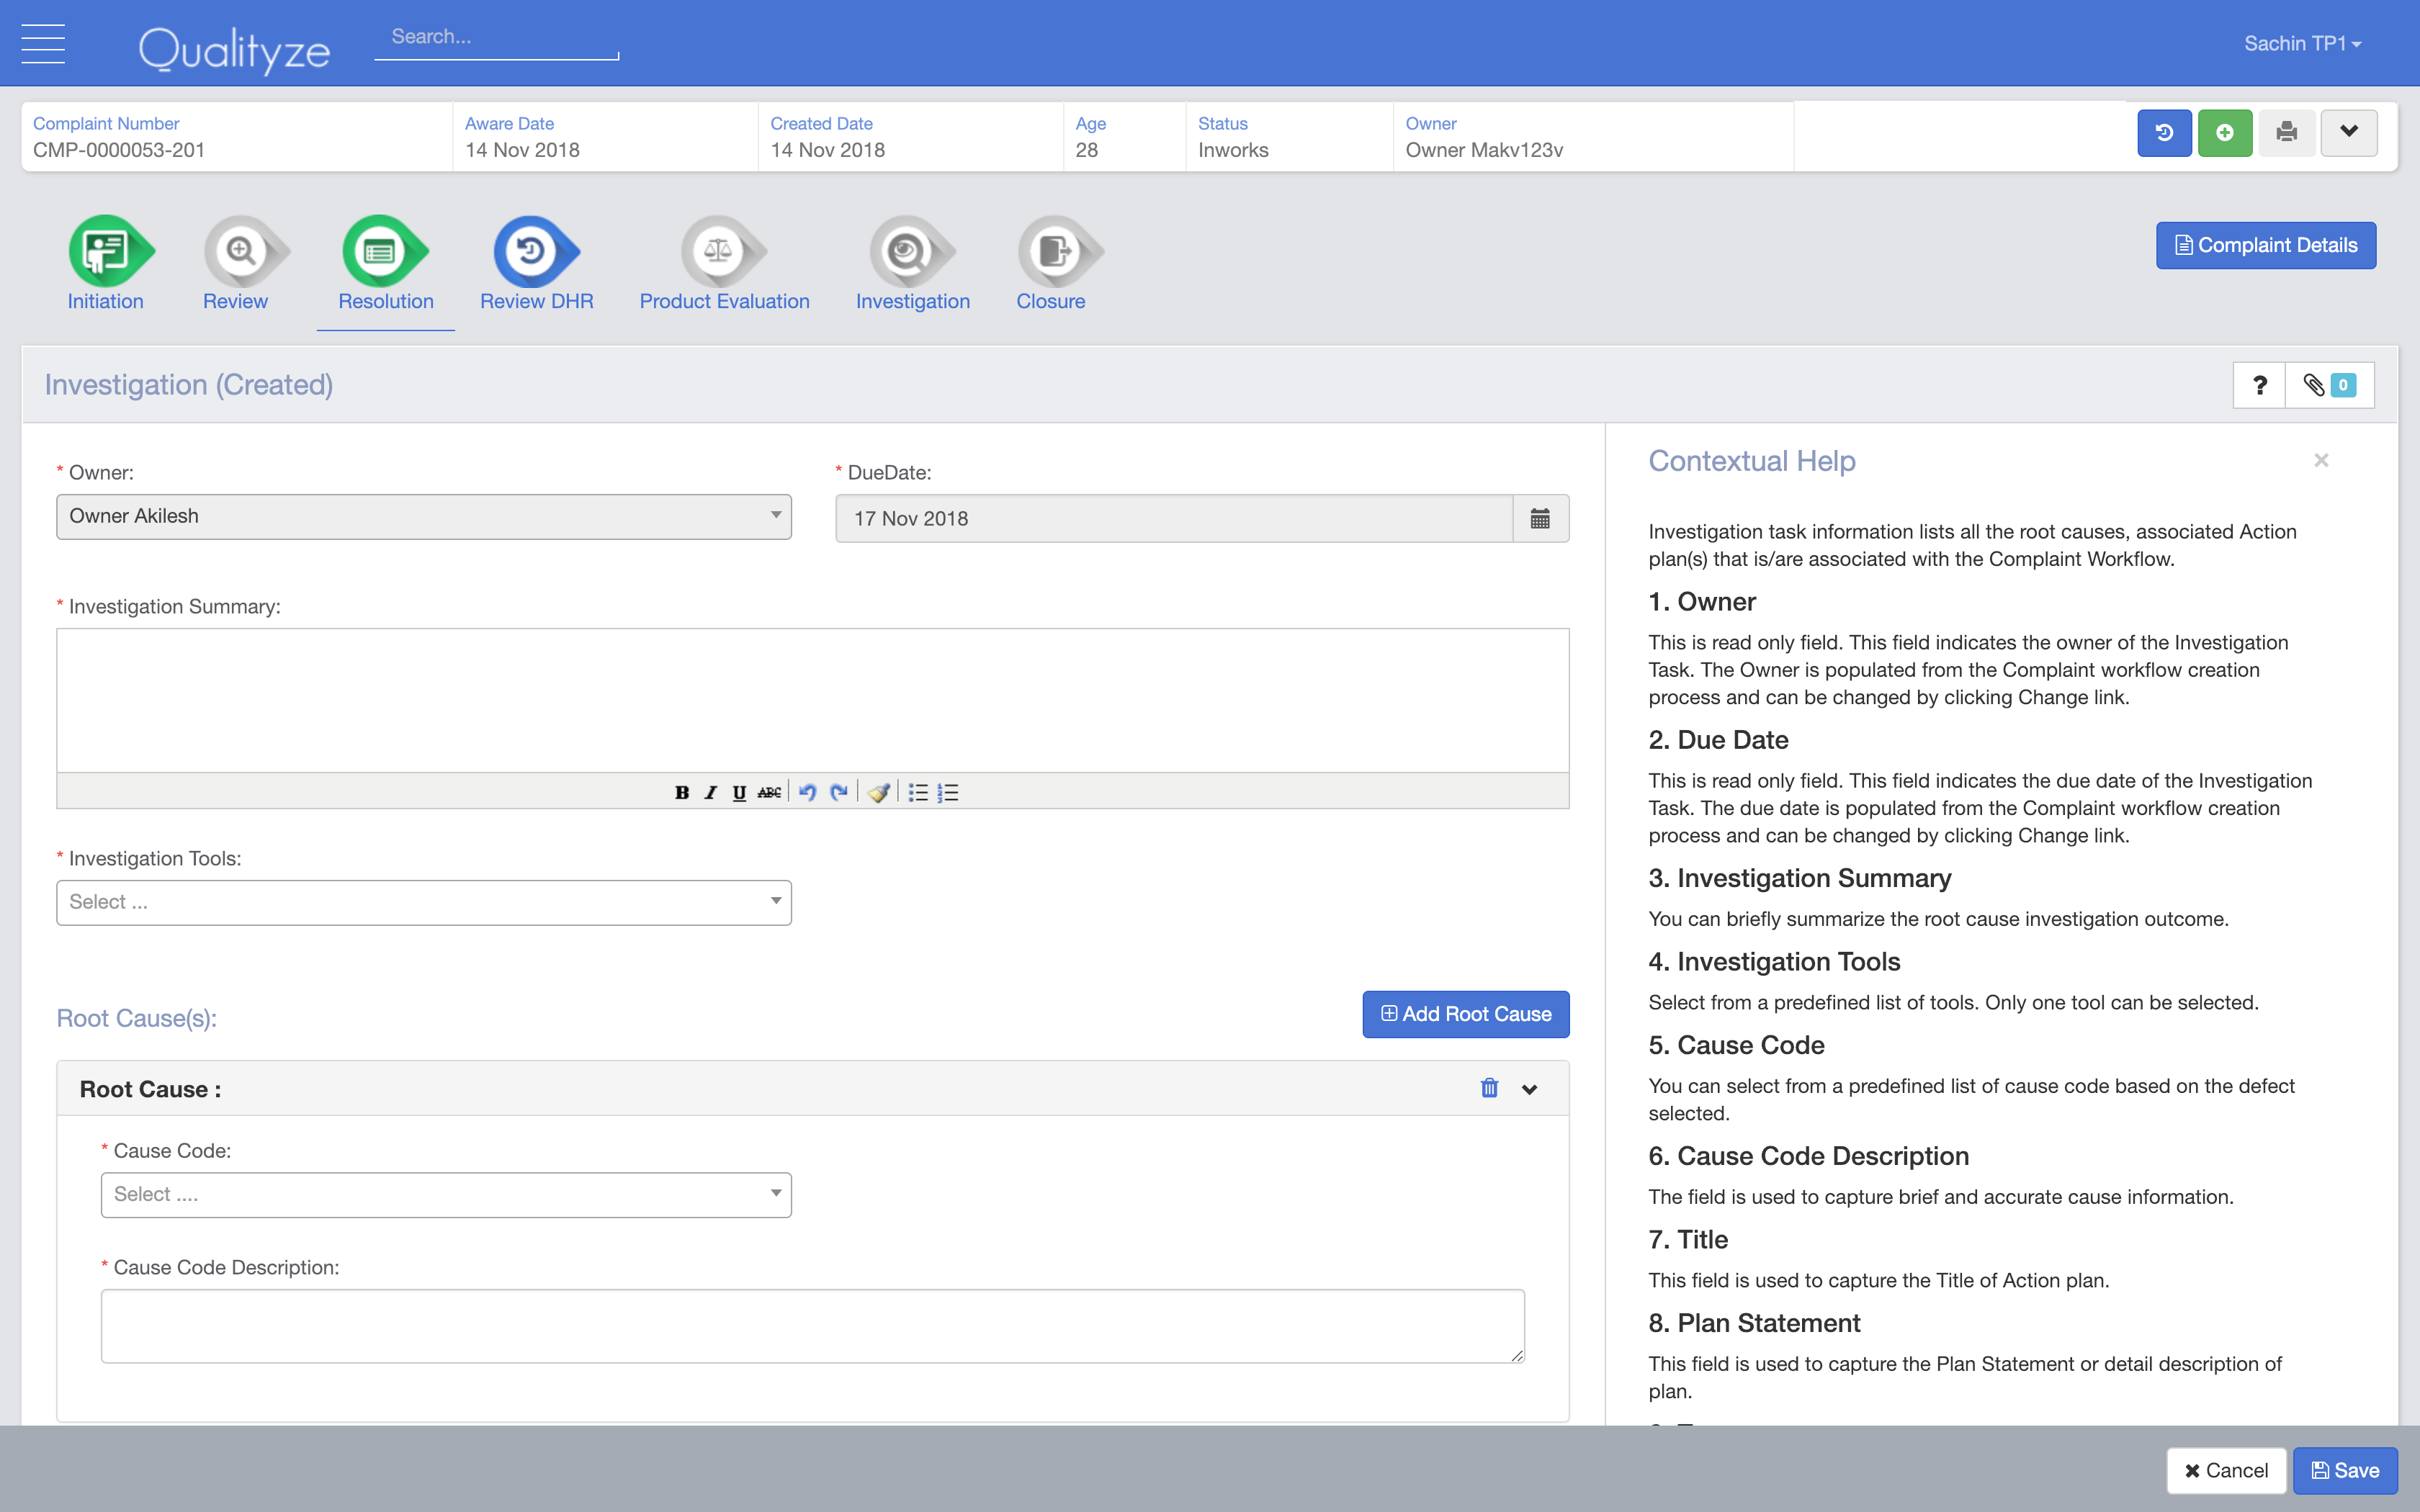 Qualityze
Search...
Sachin TP1
Complaint Number
CMP-0000053-201
Aware Date
14 Nov 2018
Created Date
14 Nov 2018
Age
28
Status
Inworks
Owner
Owner Makv123v
Initiation
Review
Resolution
Review DHR
Product Evaluation
Investigation
Closure
Complaint Details
Investigation (Created)
?
0
* Owner:
Owner Akilesh
* DueDate:
17 Nov 2018
* Investigation Summary:
B I U ABC
* Investigation Tools:
Select ...
Root Cause(s):
Add Root Cause
Root Cause :
* Cause Code:
Select ....
* Cause Code Description:
Contextual Help
×
Investigation task information lists all the root causes, associated Action
plan(s) that is/are associated with the Complaint Workflow.
1. Owner
This is read only field. This field indicates the owner of the Investigation
Task. The Owner is populated from the Complaint workflow creation
process and can be changed by clicking Change link.
2. Due Date
This is read only field. This field indicates the due date of the Investigation
Task. The due date is populated from the Complaint workflow creation
process and can be changed by clicking Change link.
3. Investigation Summary
You can briefly summarize the root cause investigation outcome.
4. Investigation Tools
Select from a predefined list of tools. Only one tool can be selected.
5. Cause Code
You can select from a predefined list of cause code based on the defect
selected.
6. Cause Code Description
The field is used to capture brief and accurate cause information.
7. Title
This field is used to capture the Title of Action plan.
8. Plan Statement
This field is used to capture the Plan Statement or detail description of
plan.
Cancel
Save